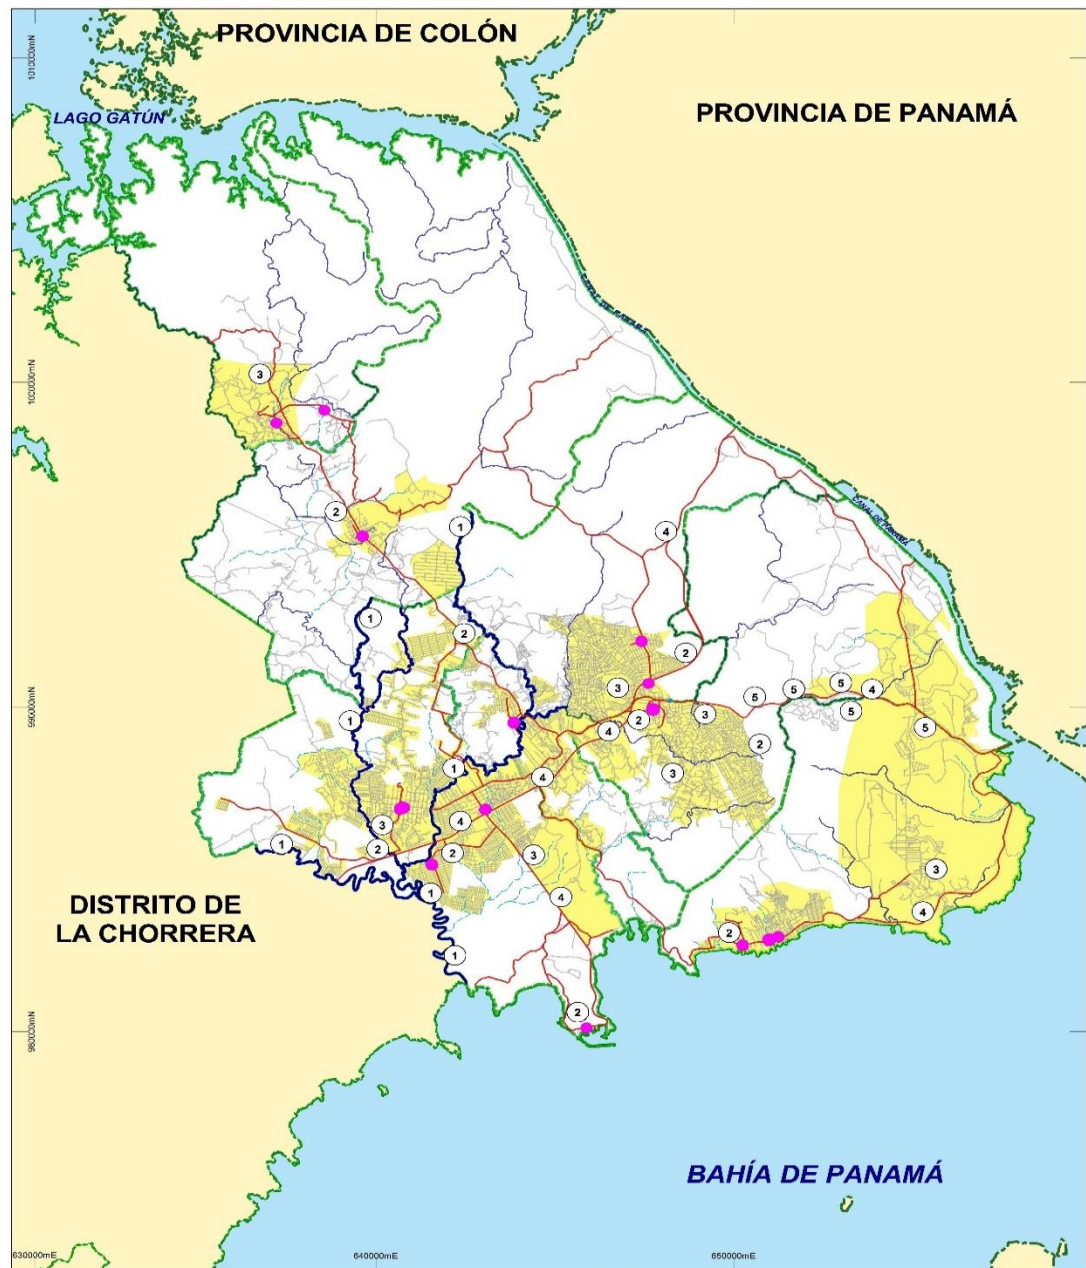 PROVINCIA DE COLÓN
1010000mN
PROVINCIA DE PANAMÁ
LAGO GATÚN
CANAL DE PANAMÁ
3
1000000mN
2
1
4
CANAL DE PANAMÁ
1
2
2
3
5
5
5
4
990000mN
1
2
3
5
5
4
2
3
1
4
3
4
3
2
1
2
3
3
1
4
4
2
DISTRITO DE
LA CHORRERA
1
2
980000mN
BAHÍA DE PANAMÁ
630000mE
640000mE
650000mE